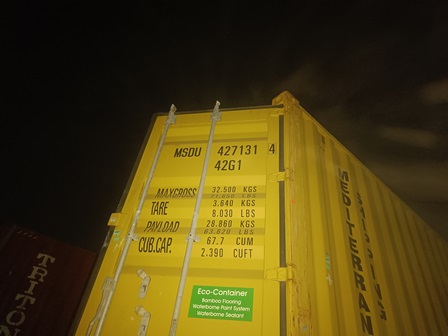 MSDU 427131 4
42G1
MAXGROSS 32.500 KGS
TARE 3.640 KGS
8.030 LBS
PAYLOAD 28.860 KGS
CUB.CAP. 67.7 CUM
2.390 CUFT
Eco-Container
Bamboo Flooring
Waterborne Paint System
Waterborne Sealant
MEDITERRAN
TRITON